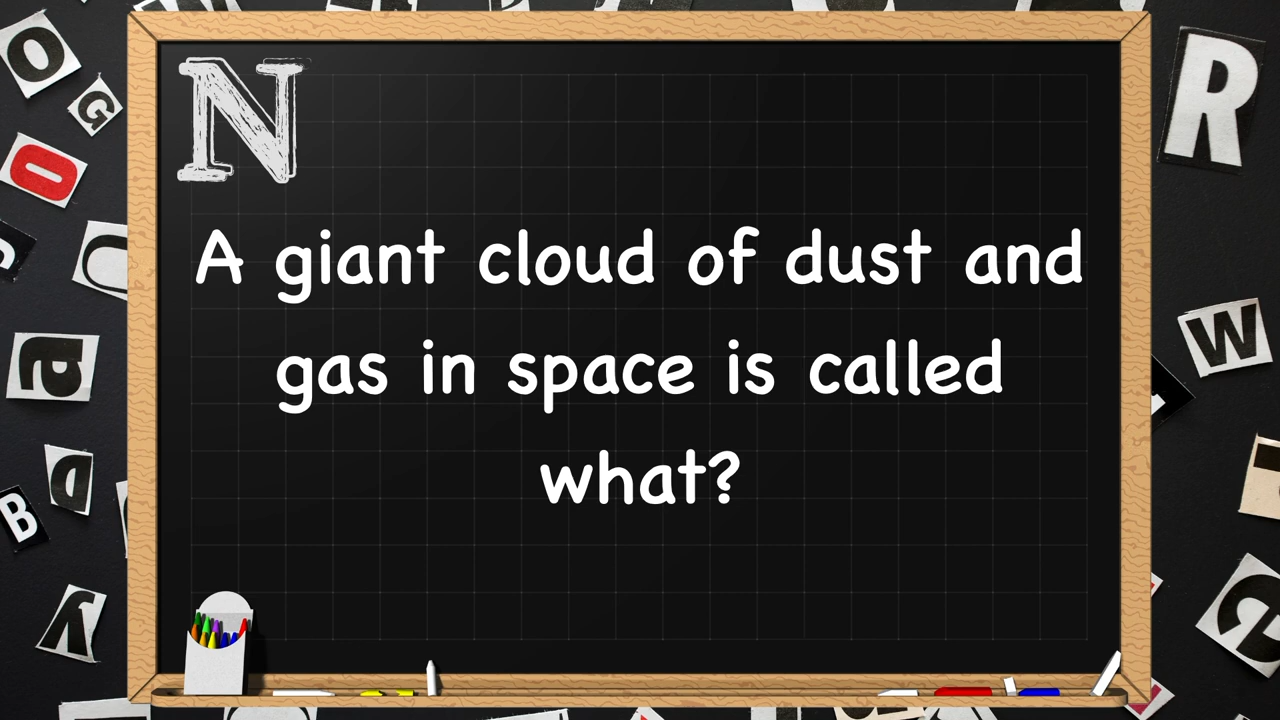 N
A giant cloud of dust and
gas in space is called
what?
O
G
O
a
D
B
R
W